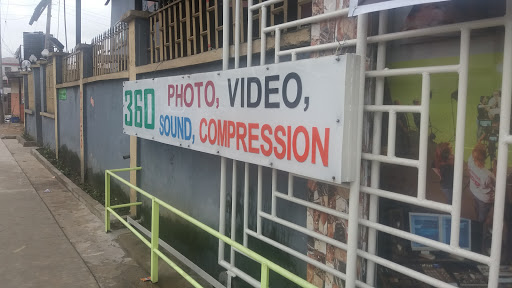 360 PHOTO, VIDEO,
SOUND, COMPRESSION